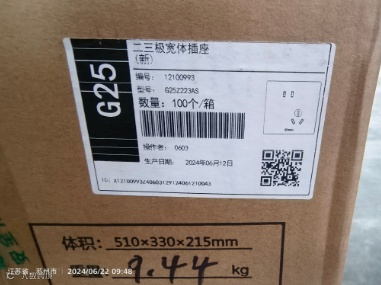 G25
二三极宽体插座
(新)
编号: 12100993
型号: G25Z223AS
数量: 100个/箱
操作者: 0603
生产日期: 2024年06月12日
体积: 510×330×215mm
9.44 kg
江苏省, 苏州市 2024/06/22 09:48